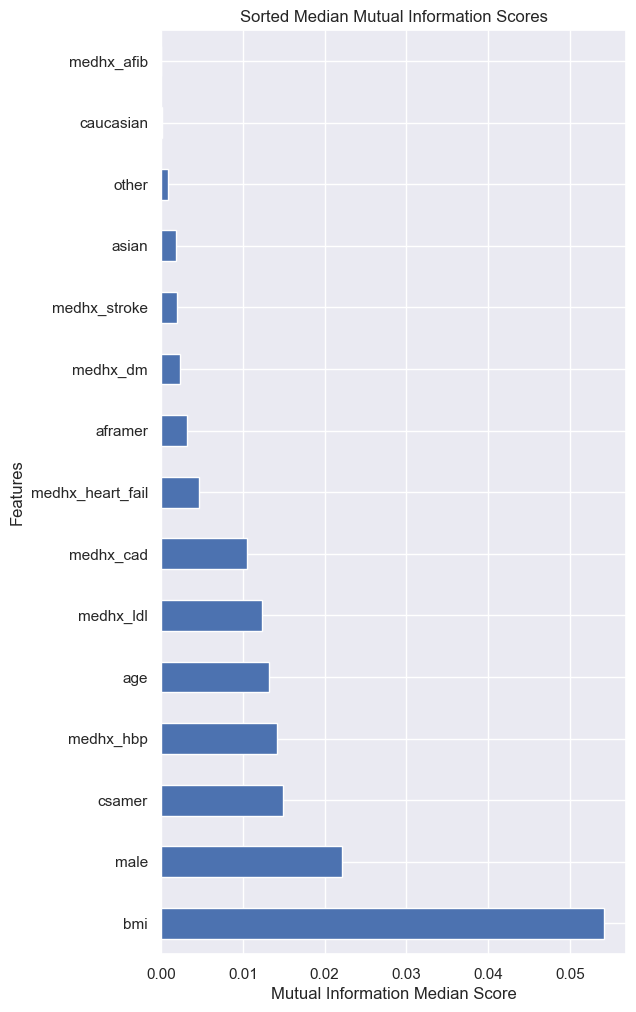 Sorted Median Mutual Information Scores
medhx_afib
caucasian
other
asian
medhx_stroke
medhx_dm
aframer
Features
medhx_heart_fail
medhx_cad
medhx_ldl
age
medhx_hbp
csamer
male
bmi
0.00 0.01 0.02 0.03 0.04 0.05
Mutual Information Median Score